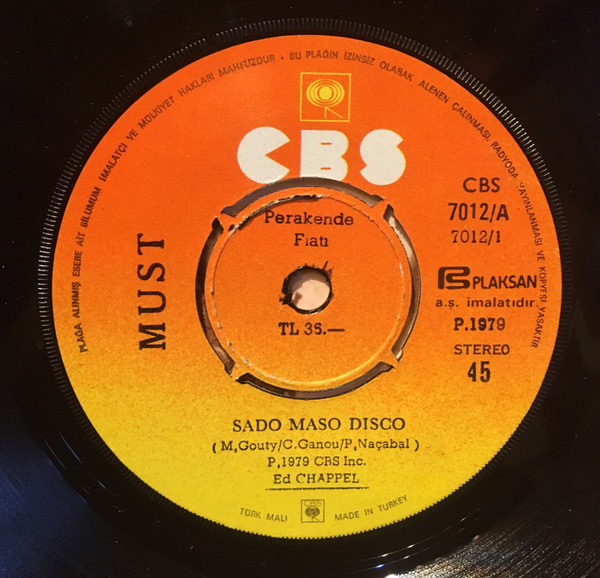 PLAĞA ALINMIŞ ESERE AİT BİLUMUM İMALATÇI VE MÜLKİYET HAKLARI MAHFUZDUR · BU PLAĞIN İZİNSİZ OLARAK ALENEN ÇALINMASI, RADYODA YAYINLANMASI VE KOPYESİ YASAKTIR
CBS
MUST
Perakende
Fiatı
TL 35.—
CBS
7012/A
7012/1
PLAKSAN
a.ş. imalatıdır.
P.1979
STEREO
45
SADO MASO DISCO
( M,Gouty/C.Ganou/P,Naçabal )
P,1979 CBS Inc.
Ed CHAPPEL
TÜRK MALI CBS MADE IN TURKEY